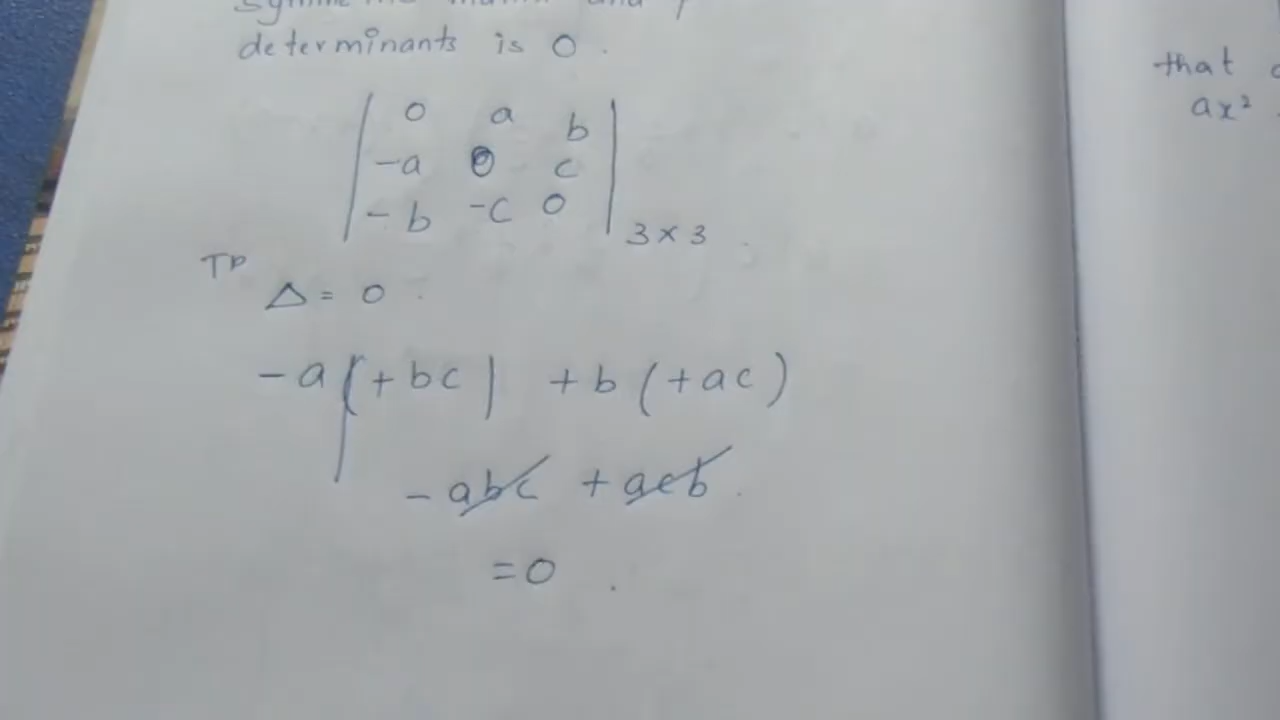 determinants is 0.
0 a b
-a 0 c
-b -c 0
3×3
TP
Δ = 0
-a(+bc) +b(+ac)
-abc +acb
=0
that
ax²